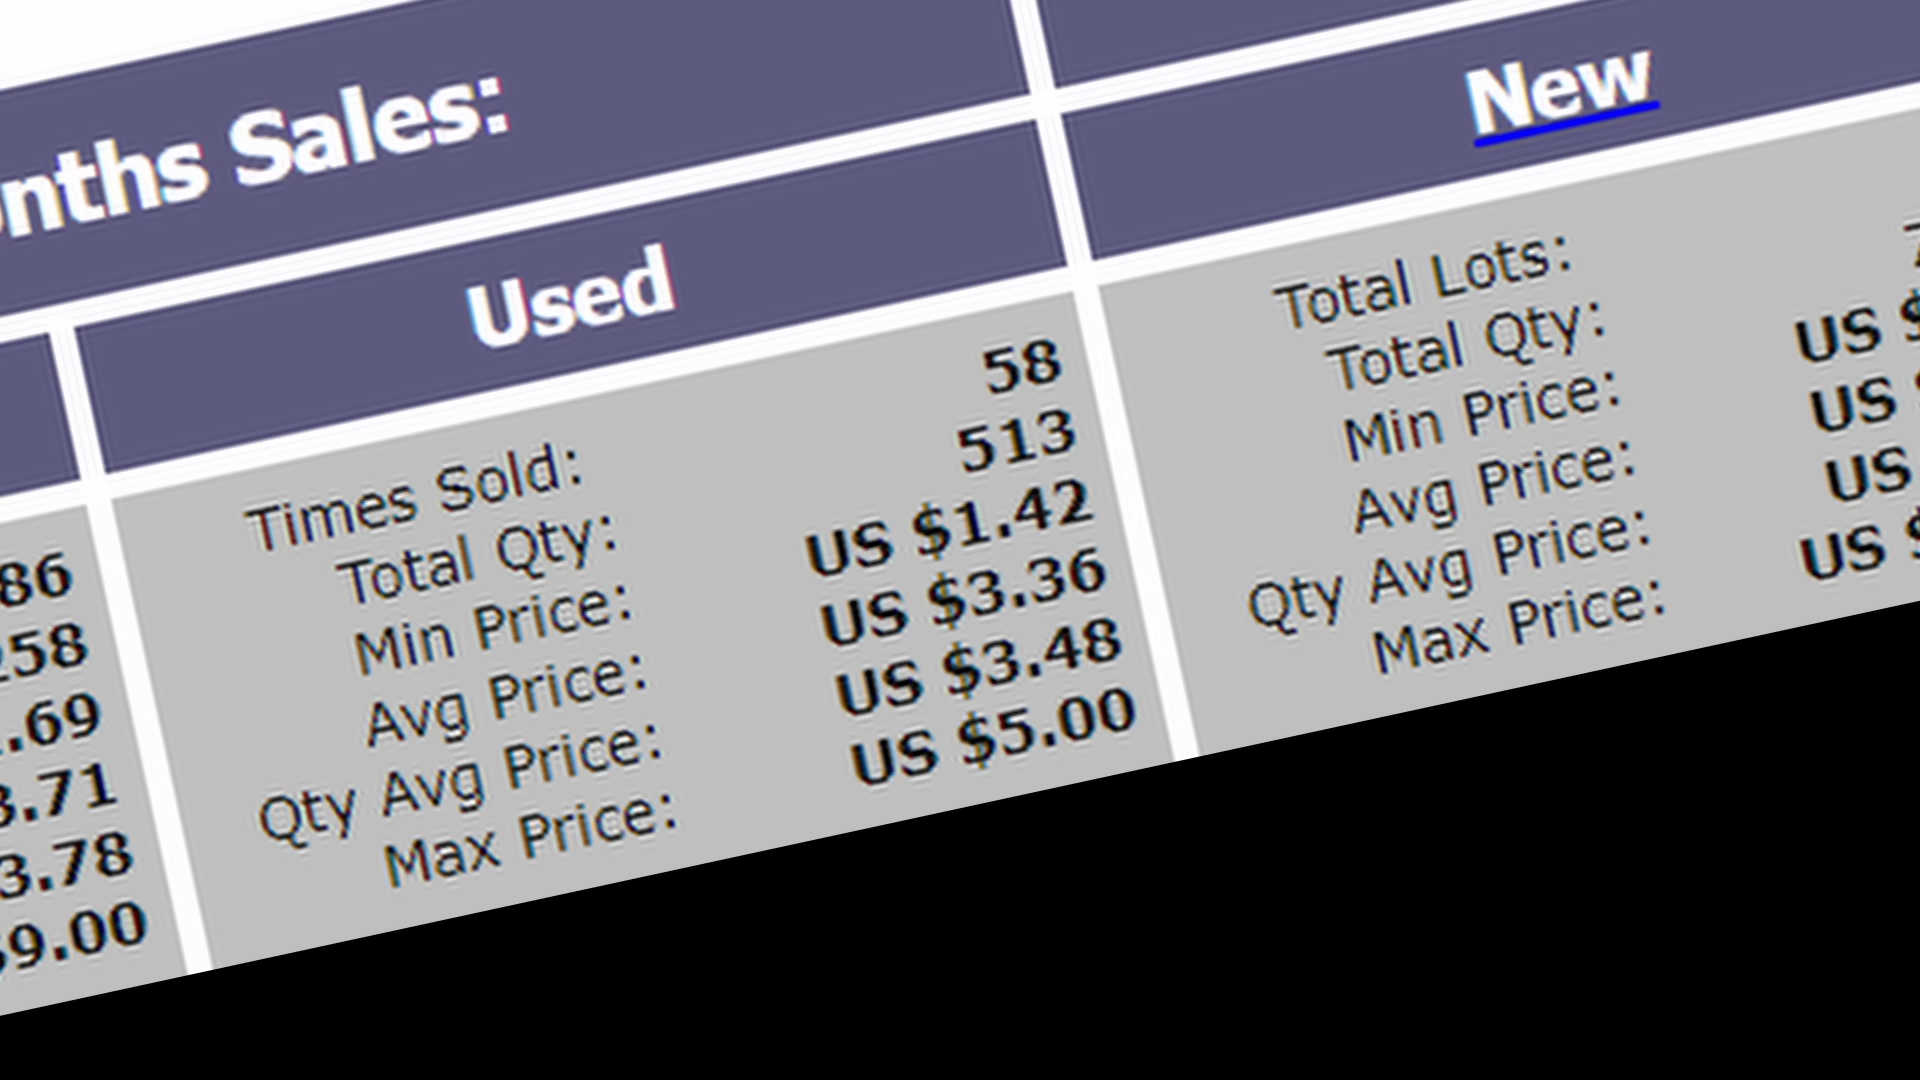 Months Sales:
New
Used
86
258
.69
3.71
3.78
$9.00
Times Sold: 58
Total Qty: 513
Min Price: US $1.42
Avg Price: US $3.36
Qty Avg Price: US $3.48
Max Price: US $5.00
Total Lots:
Total Qty:
Min Price: US $
Avg Price: US $
Qty Avg Price: US
Max Price: US $